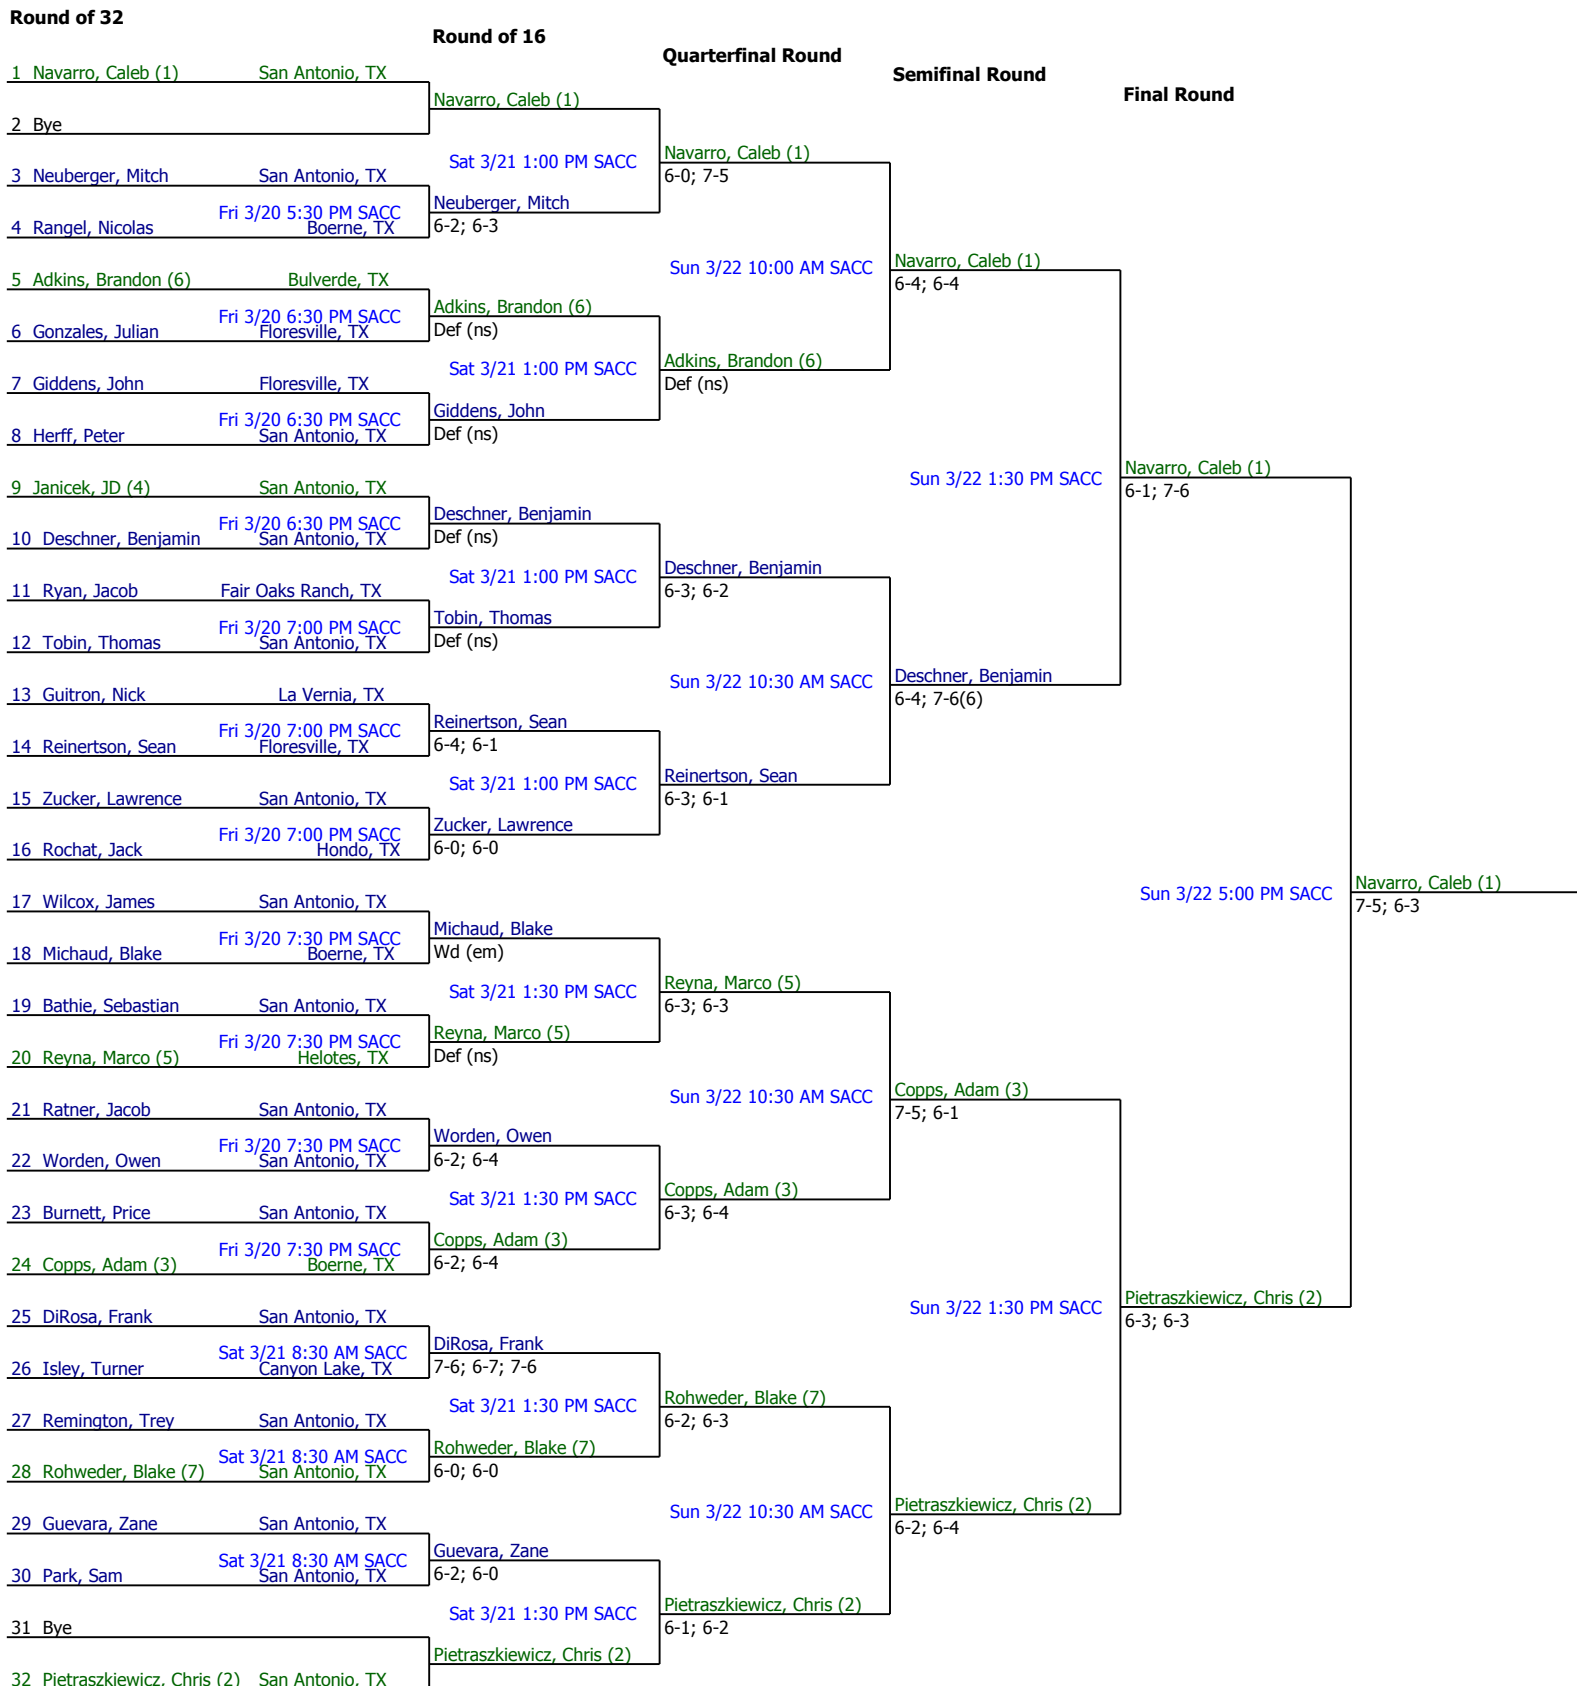 Round of 32
Round of 16
Quarterfinal Round
Semifinal Round
Final Round
1 Navarro, Caleb (1) San Antonio, TX
Navarro, Caleb (1)
2 Bye
Sat 3/21 1:00 PM SACC
Navarro, Caleb (1)
6-0; 7-5
3 Neuberger, Mitch San Antonio, TX
Fri 3/20 5:30 PM SACC
Neuberger, Mitch
6-2; 6-3
4 Rangel, Nicolas Boerne, TX
Sun 3/22 10:00 AM SACC
Navarro, Caleb (1)
6-4; 6-4
5 Adkins, Brandon (6) Bulverde, TX
Fri 3/20 6:30 PM SACC
Adkins, Brandon (6)
Def (ns)
6 Gonzales, Julian Floresville, TX
Sat 3/21 1:00 PM SACC
Adkins, Brandon (6)
Def (ns)
7 Giddens, John Floresville, TX
Fri 3/20 6:30 PM SACC
Giddens, John
Def (ns)
8 Herff, Peter San Antonio, TX
Sun 3/22 1:30 PM SACC
Navarro, Caleb (1)
6-1; 7-6
9 Janicek, JD (4) San Antonio, TX
Fri 3/20 6:30 PM SACC
Deschner, Benjamin
Def (ns)
10 Deschner, Benjamin San Antonio, TX
Sat 3/21 1:00 PM SACC
Deschner, Benjamin
6-3; 6-2
11 Ryan, Jacob Fair Oaks Ranch, TX
Fri 3/20 7:00 PM SACC
Tobin, Thomas
Def (ns)
12 Tobin, Thomas San Antonio, TX
Sun 3/22 10:30 AM SACC
Deschner, Benjamin
6-4; 7-6(6)
13 Guitron, Nick La Vernia, TX
Fri 3/20 7:00 PM SACC
Reinertson, Sean
6-4; 6-1
14 Reinertson, Sean Floresville, TX
Sat 3/21 1:00 PM SACC
Reinertson, Sean
6-3; 6-1
15 Zucker, Lawrence San Antonio, TX
Fri 3/20 7:00 PM SACC
Zucker, Lawrence
6-0; 6-0
16 Rochat, Jack Hondo, TX
Sun 3/22 5:00 PM SACC
Navarro, Caleb (1)
7-5; 6-3
17 Wilcox, James San Antonio, TX
Fri 3/20 7:30 PM SACC
Michaud, Blake
Wd (em)
18 Michaud, Blake Boerne, TX
Sat 3/21 1:30 PM SACC
Reyna, Marco (5)
6-3; 6-3
19 Bathie, Sebastian San Antonio, TX
Fri 3/20 7:30 PM SACC
Reyna, Marco (5)
Def (ns)
20 Reyna, Marco (5) Helotes, TX
Sun 3/22 10:30 AM SACC
Copps, Adam (3)
7-5; 6-1
21 Ratner, Jacob San Antonio, TX
Fri 3/20 7:30 PM SACC
Worden, Owen
6-2; 6-4
22 Worden, Owen San Antonio, TX
Sat 3/21 1:30 PM SACC
Copps, Adam (3)
6-3; 6-4
23 Burnett, Price San Antonio, TX
Fri 3/20 7:30 PM SACC
Copps, Adam (3)
6-2; 6-4
24 Copps, Adam (3) Boerne, TX
Sun 3/22 1:30 PM SACC
Pietraszkiewicz, Chris (2)
6-3; 6-3
25 DiRosa, Frank San Antonio, TX
Sat 3/21 8:30 AM SACC
DiRosa, Frank
7-6; 6-7; 7-6
26 Isley, Turner Canyon Lake, TX
Sat 3/21 1:30 PM SACC
Rohweder, Blake (7)
6-2; 6-3
27 Remington, Trey San Antonio, TX
Sat 3/21 8:30 AM SACC
Rohweder, Blake (7)
6-0; 6-0
28 Rohweder, Blake (7) San Antonio, TX
Sun 3/22 10:30 AM SACC
Pietraszkiewicz, Chris (2)
6-2; 6-4
29 Guevara, Zane San Antonio, TX
Sat 3/21 8:30 AM SACC
Guevara, Zane
6-2; 6-0
30 Park, Sam San Antonio, TX
Sat 3/21 1:30 PM SACC
Pietraszkiewicz, Chris (2)
6-1; 6-2
31 Bye
Pietraszkiewicz, Chris (2)
32 Pietraszkiewicz, Chris (2) San Antonio, TX